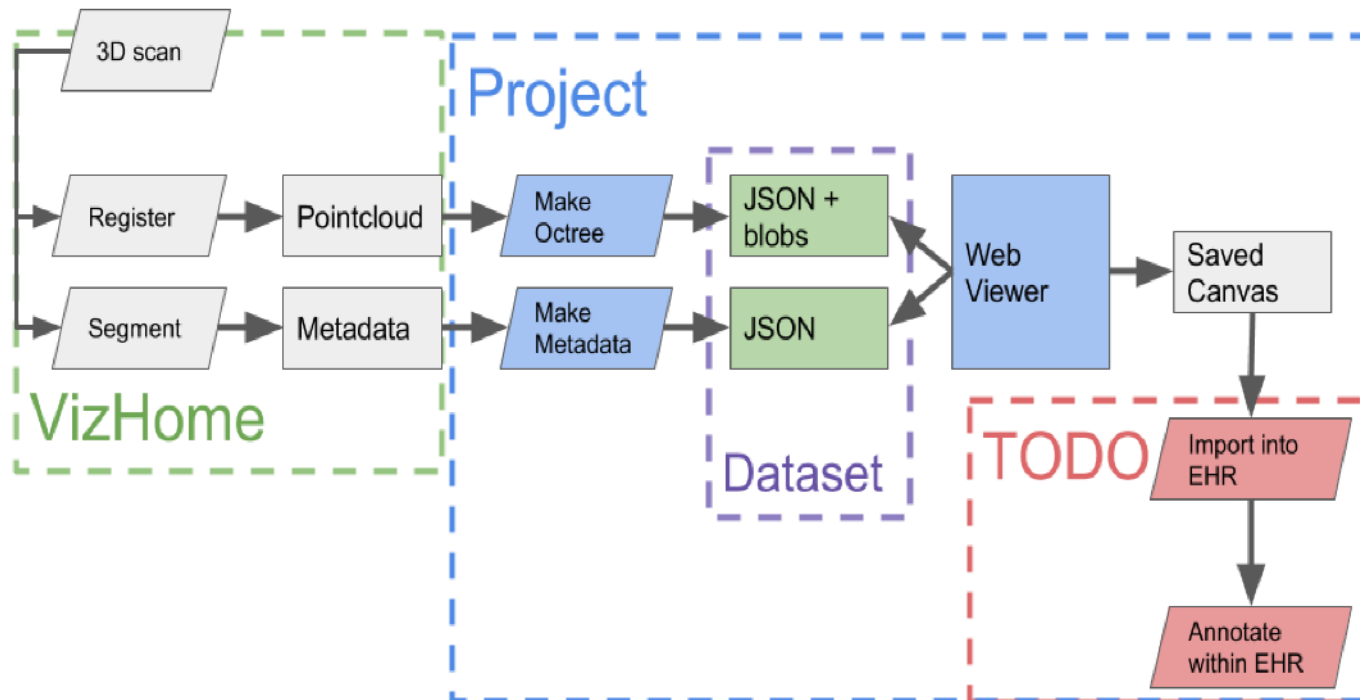 3D scan
Project
Register
Pointcloud
Make
Octree
JSON +
blobs
Web
Viewer
Saved
Canvas
Segment
Metadata
Make
Metadata
JSON
VizHome
Dataset
TODO
Import into
EHR
Annotate
within EHR